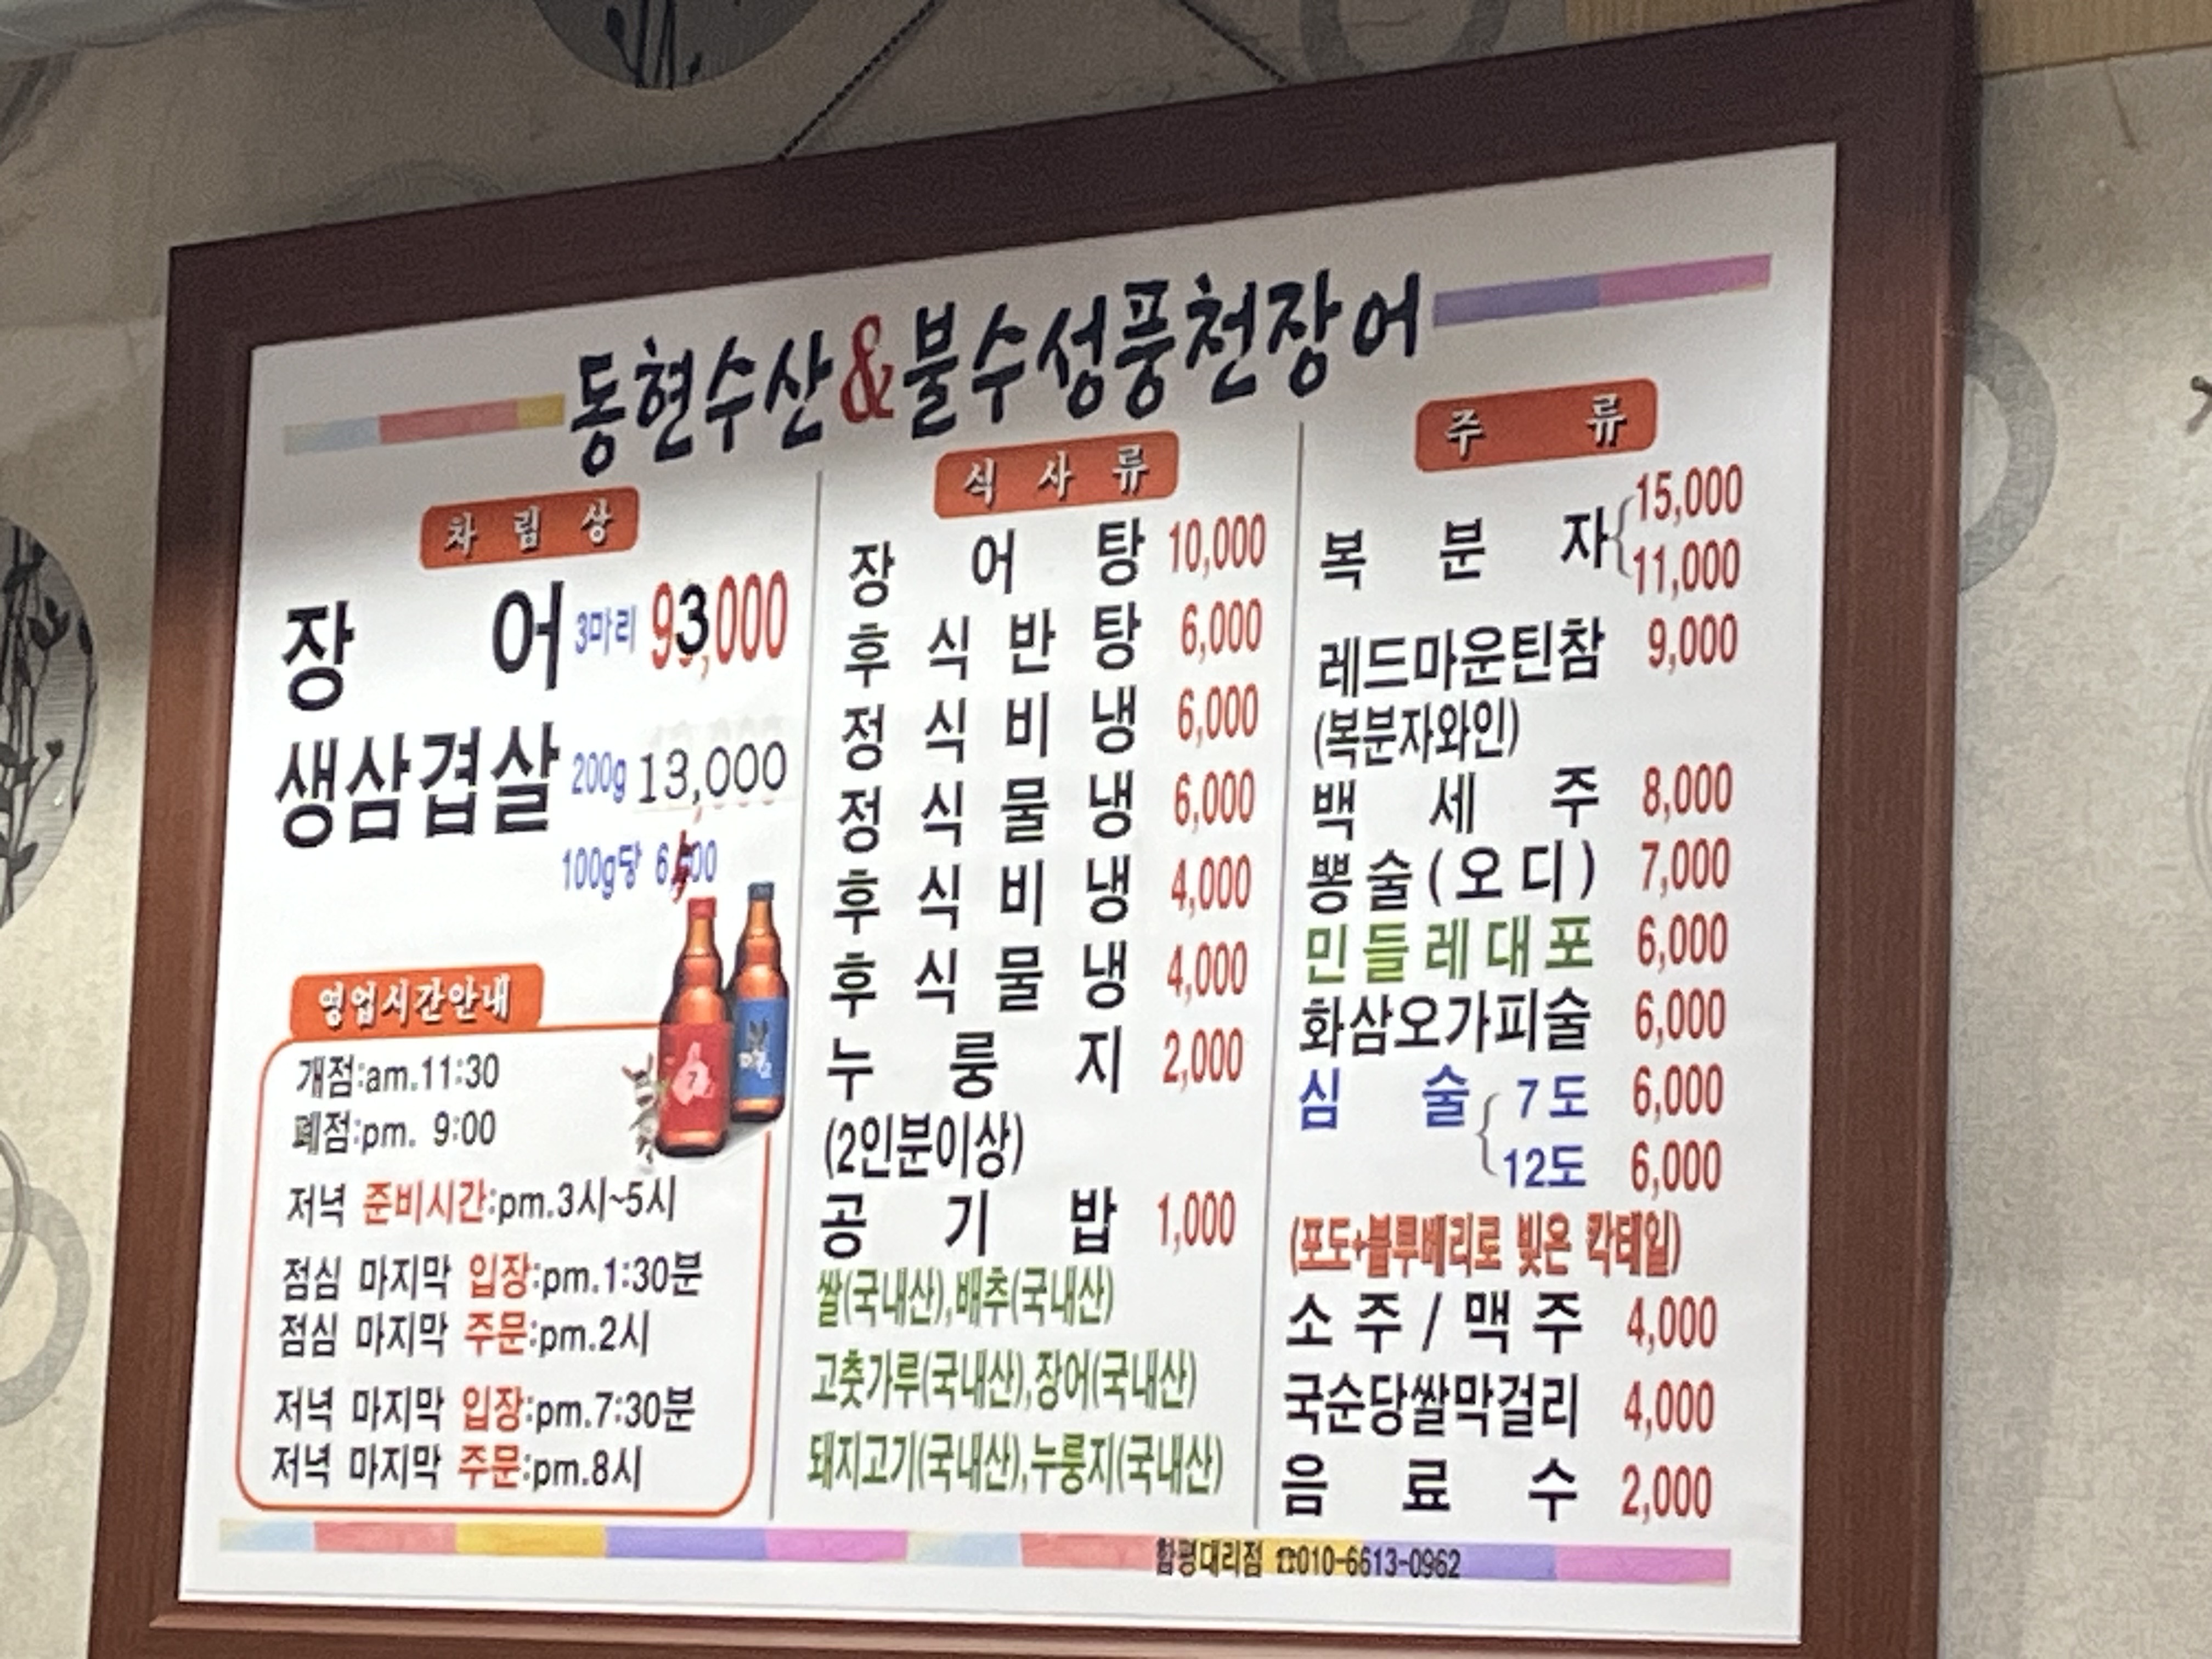 동현수산&불수성풍천장어
차림상
장어 3마리 93,000
생삼겹살 200g 13,000
100g당 6,500
영업시간안내
개점:am.11:30
폐점:pm. 9:00
저녁 준비시간:pm.3시~5시
점심 마지막 입장:pm.1:30분
점심 마지막 주문:pm.2시
저녁 마지막 입장:pm.7:30분
저녁 마지막 주문:pm.8시
식사류
장어탕 10,000
후식반탕 6,000
정식비냉 6,000
정식물냉 6,000
후식비냉 4,000
후식물냉 4,000
누룽지 2,000
(2인분이상)
공기밥 1,000
쌀(국내산),배추(국내산)
고춧가루(국내산),장어(국내산)
돼지고기(국내산),누룽지(국내산)
주류
복분자 15,000
11,000
레드마운틴참 9,000
(복분자와인)
백세주 8,000
뽕술(오디) 7,000
민들레대포 6,000
화삼오가피술 6,000
심술 7도 6,000
12도 6,000
(포도+블루베리로 빚은 칵테일)
소주/맥주 4,000
국순당쌀막걸리 4,000
음료수 2,000
함평대리점 ☎010-6613-0962